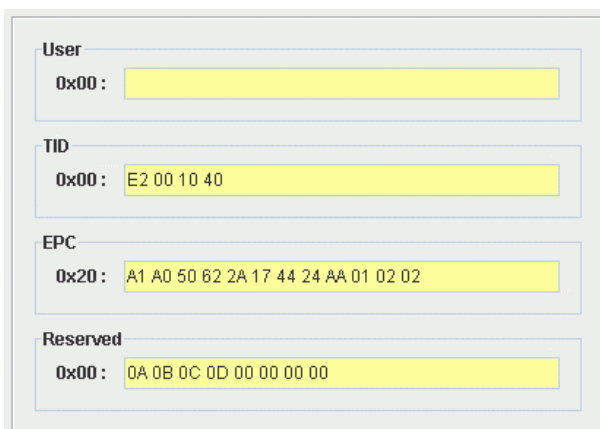 User
0x00 :
TID
0x00 : E2 00 10 40
EPC
0x20 : A1 A0 50 62 2A 17 44 24 AA 01 02 02
Reserved
0x00 : 0A 0B 0C 0D 00 00 00 00